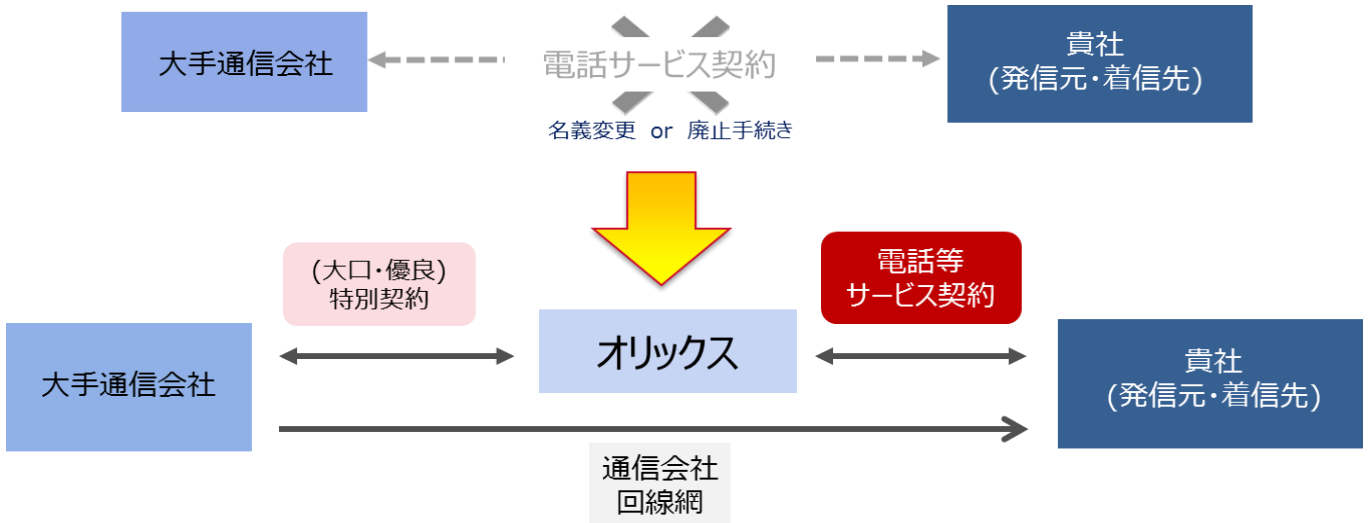 大手通信会社
電話サービス契約
貴社
(発信元・着信先)
名義変更 or 廃止手続き
(大口・優良)
特別契約
電話等
サービス契約
大手通信会社
オリックス
貴社
(発信元・着信先)
通信会社
回線網